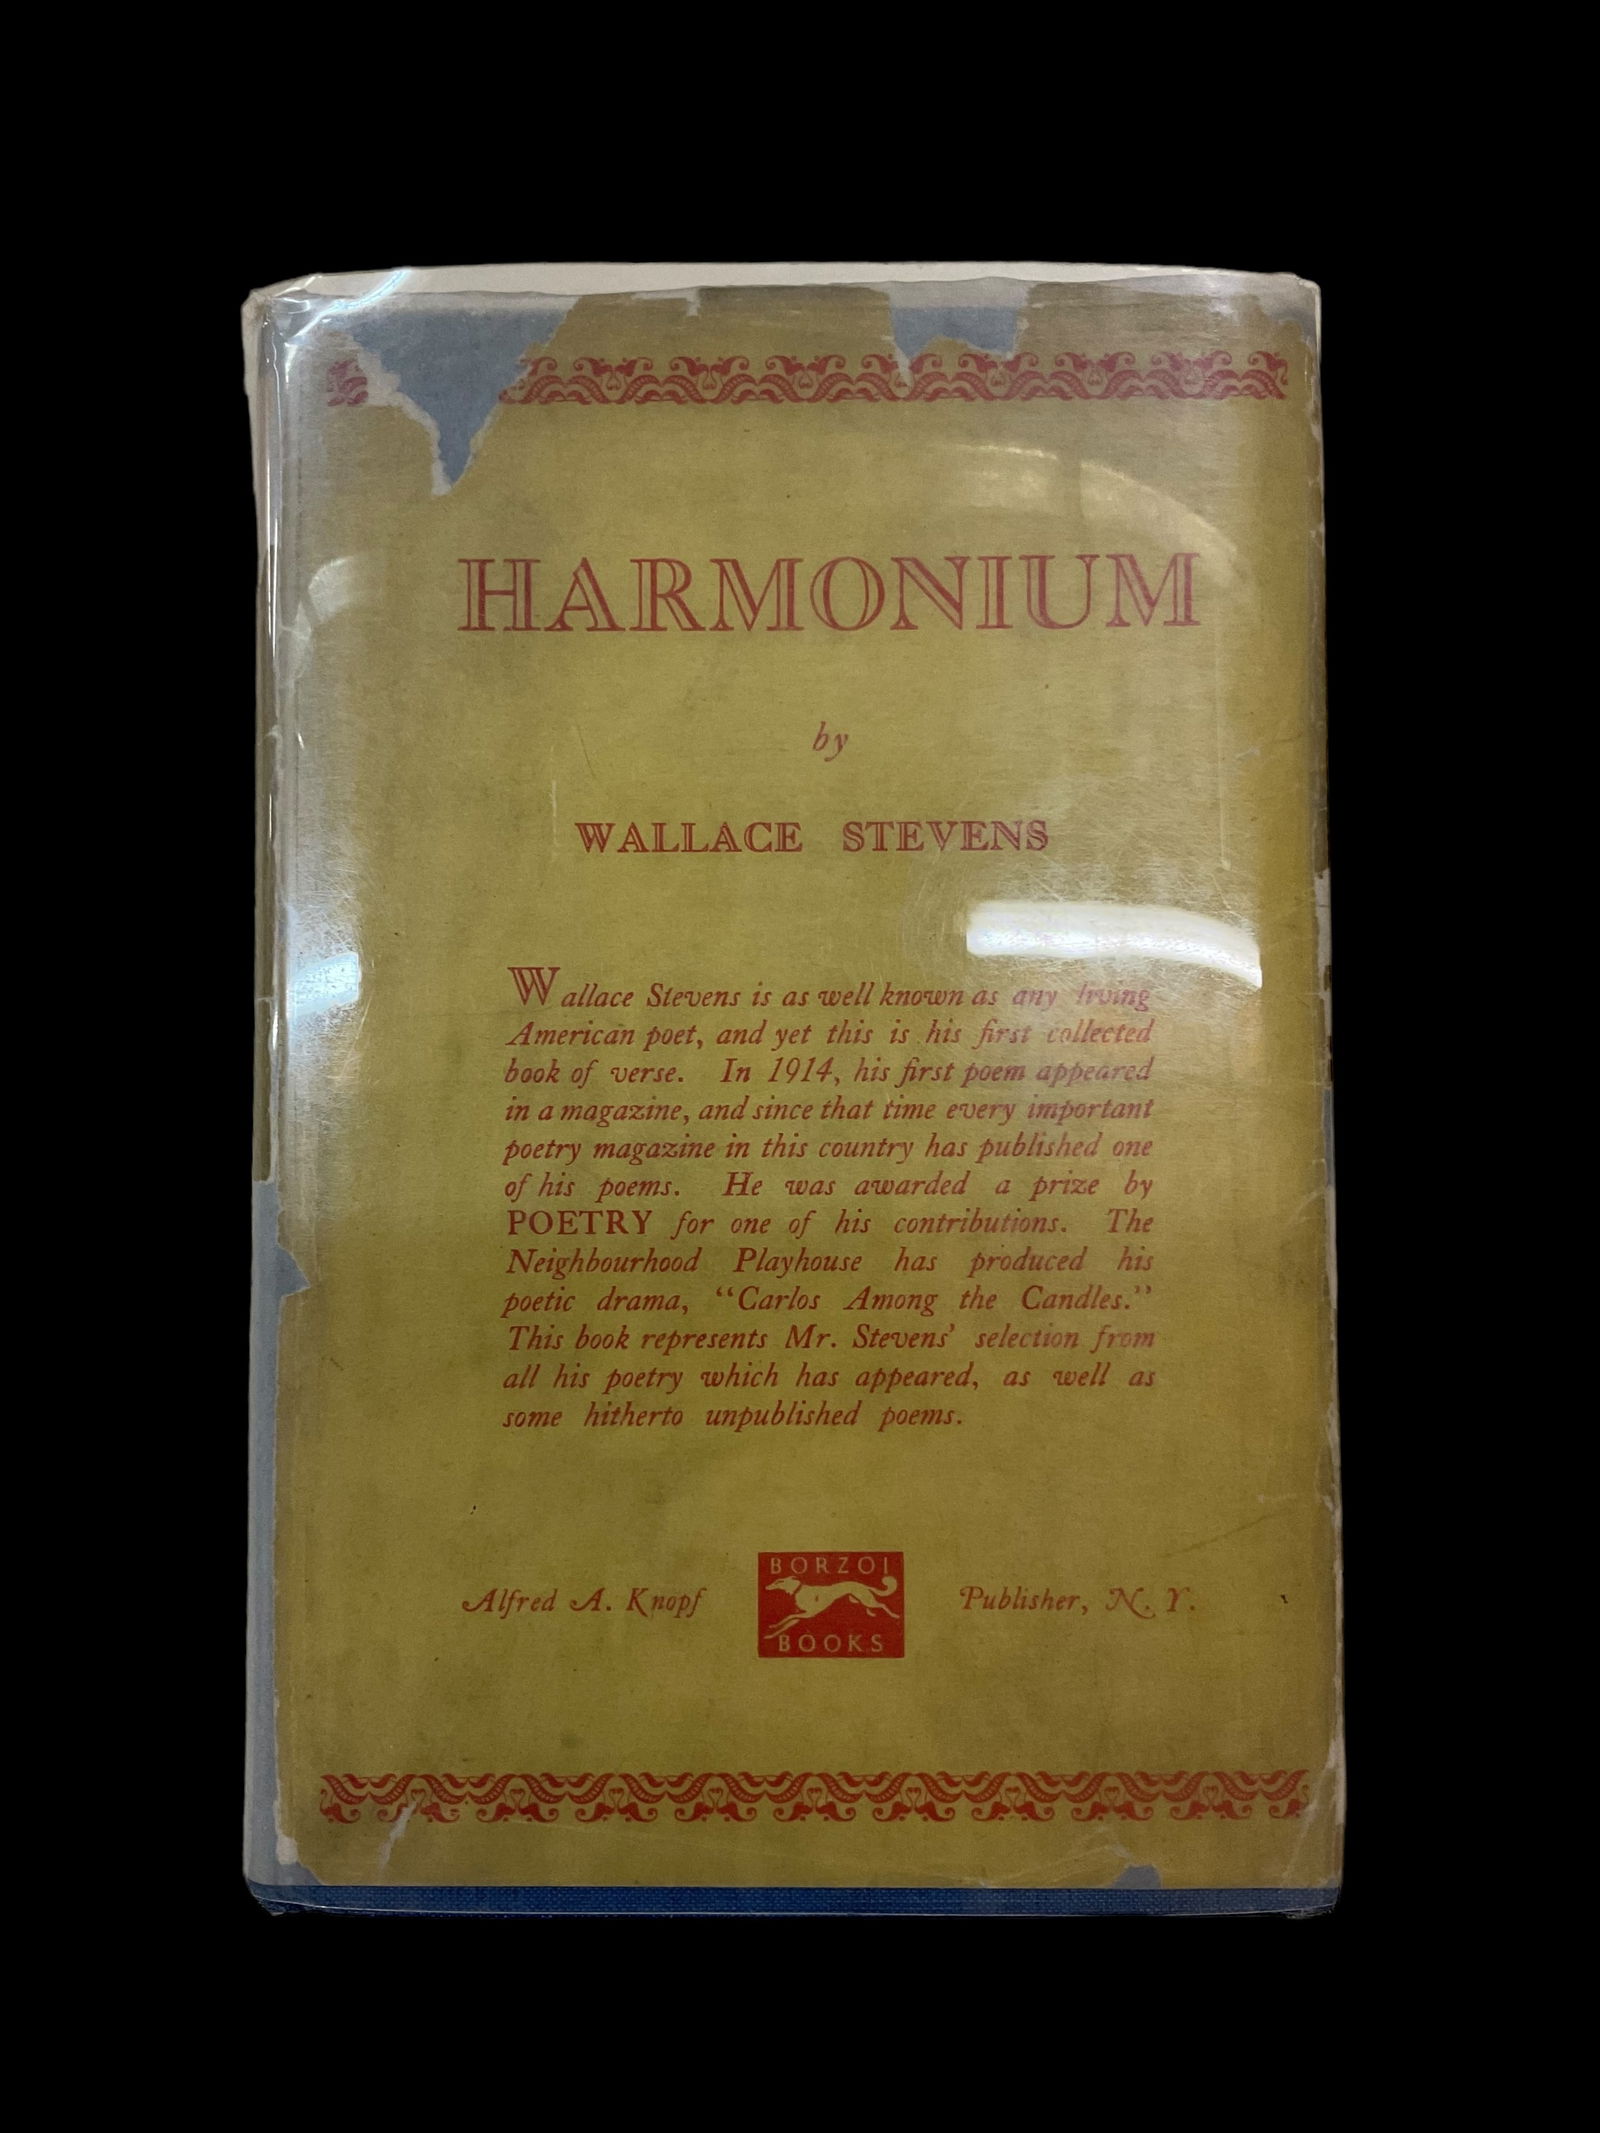 HARMONIUM
by
WALLACE STEVENS
Wallace Stevens is as well known as any living
American poet, and yet this is his first collected
book of verse. In 1914, his first poem appeared
in a magazine, and since that time every important
poetry magazine in this country has published one
of his poems. He was awarded a prize by
POETRY for one of his contributions. The
Neighbourhood Playhouse has produced his
poetic drama, "Carlos Among the Candles."
This book represents Mr. Stevens' selection from
all his poetry which has appeared, as well as
some hitherto unpublished poems.
Alfred A. Knopf
BORZOI
BOOKS
Publisher, N. Y.